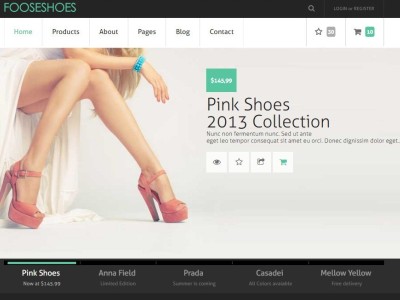 FOOSESHOES
LOGIN or REGISTER
Home Products About Pages Blog Contact 30 10
$145.99
Pink Shoes
2013 Collection
Nunc non fermentum nunc. Sed ut ante
eget leo tempor consequat sit amet eu orci. Donec dignissim dolor eget..
Pink Shoes Anna Field Prada Casadei Mellow Yellow
Now at $145.99 Limited Edition Summer is coming All Colors available Free delivery